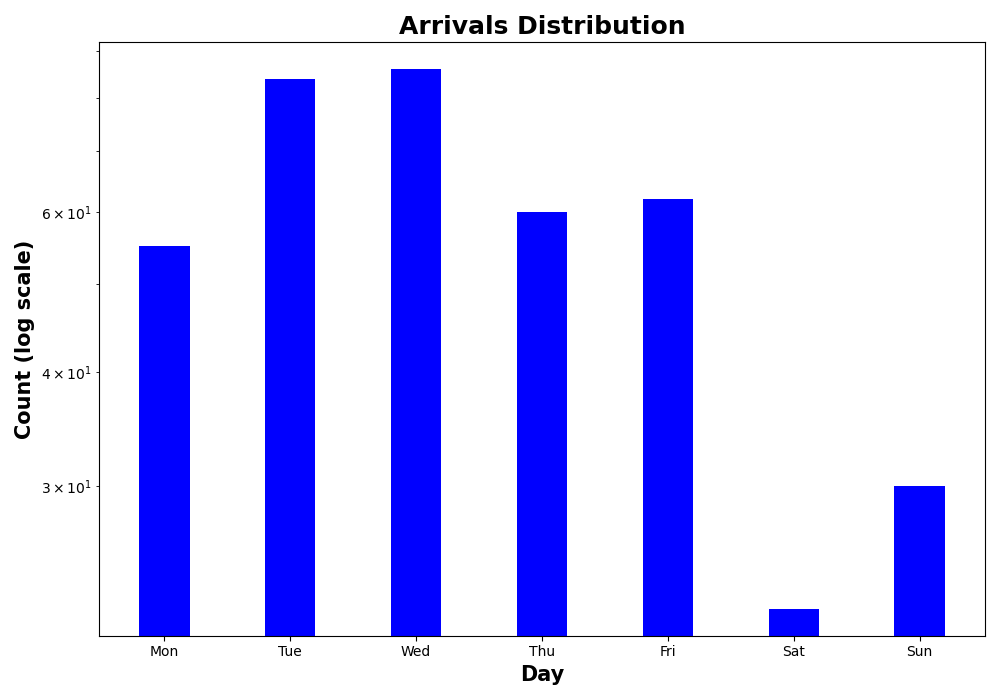 Arrivals Distribution
Count (log scale)
6 × 10¹
4 × 10¹
3 × 10¹
Mon Tue Wed Thu Fri Sat Sun
Day